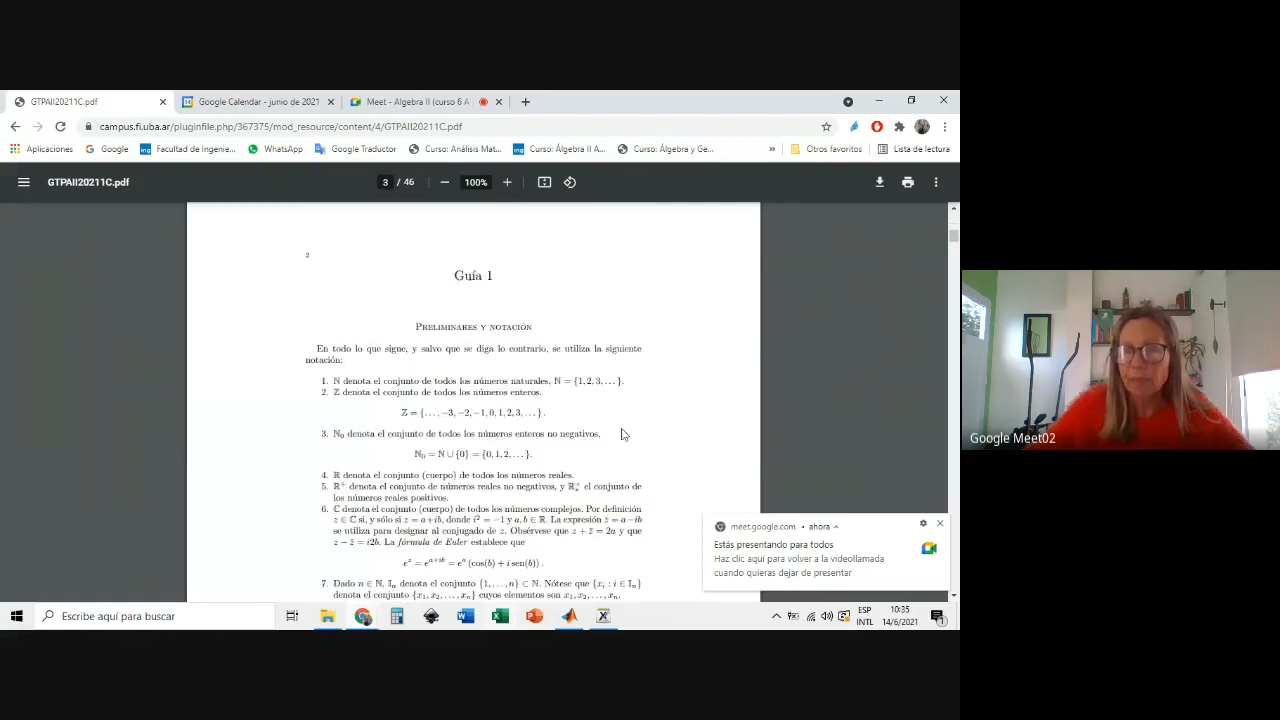 GTPAII20211C.pdf
Google Calendar - junio de 2021
Meet - Algebra II (curso 6 A
campus.fi.uba.ar/pluginfile.php/367375/mod_resource/content/4/GTPAII20211C.pdf
Aplicaciones
Google
Facultad de Ingenie...
WhatsApp
Google Traductor
Curso: Análisis Mat...
Curso: Álgebra II A...
Curso: Álgebra y Ge...
»
Otros favoritos
Lista de lectura
GTPAII20211C.pdf
3 / 46
100%
2
Guía 1
Preliminares y notación
En todo lo que sigue, y salvo que se diga lo contrario, se utiliza la siguiente
notación:
1. ℕ denota el conjunto de todos los números naturales, ℕ = {1, 2, 3, . . . }.
2. ℤ denota el conjunto de todos los números enteros.
ℤ = {. . . , −3, −2, −1, 0, 1, 2, 3, . . . } .
3. ℕ₀ denota el conjunto de todos los números enteros no negativos,
ℕ₀ = ℕ ∪ {0} = {0, 1, 2, . . . }.
4. ℝ denota el conjunto (cuerpo) de todos los números reales.
5. ℝ⁺ denota el conjunto de números reales no negativos, y ℝ⁺∗ el conjunto de
los números reales positivos.
6. ℂ denota el conjunto (cuerpo) de todos los números complejos. Por definición
z ∈ ℂ si, y sólo si z = a+ib, donde i² = −1 y a, b ∈ ℝ. La expresión z̄ = a−ib
se utiliza para designar al conjugado de z. Obsérvese que z + z̄ = 2a y que
z − z̄ = i2b. La fórmula de Euler establece que
e^z = e^{a+ib} = e^a (cos(b) + i sen(b)) .
7. Dado n ∈ ℕ, 𝕀ₙ denota el conjunto {1, . . . , n} ⊂ ℕ. Nótese que {xᵢ : i ∈ 𝕀ₙ}
denota el conjunto {x₁, x₂, . . . , xₙ} cuyos elementos son x₁, x₂, . . . , xₙ.
meet.google.com • ahora
Estás presentando para todos
Haz clic aquí para volver a la videollamada
cuando quieras dejar de presentar
Google Meet02
Escribe aquí para buscar
ESP
INTL
10:35
14/6/2021
1